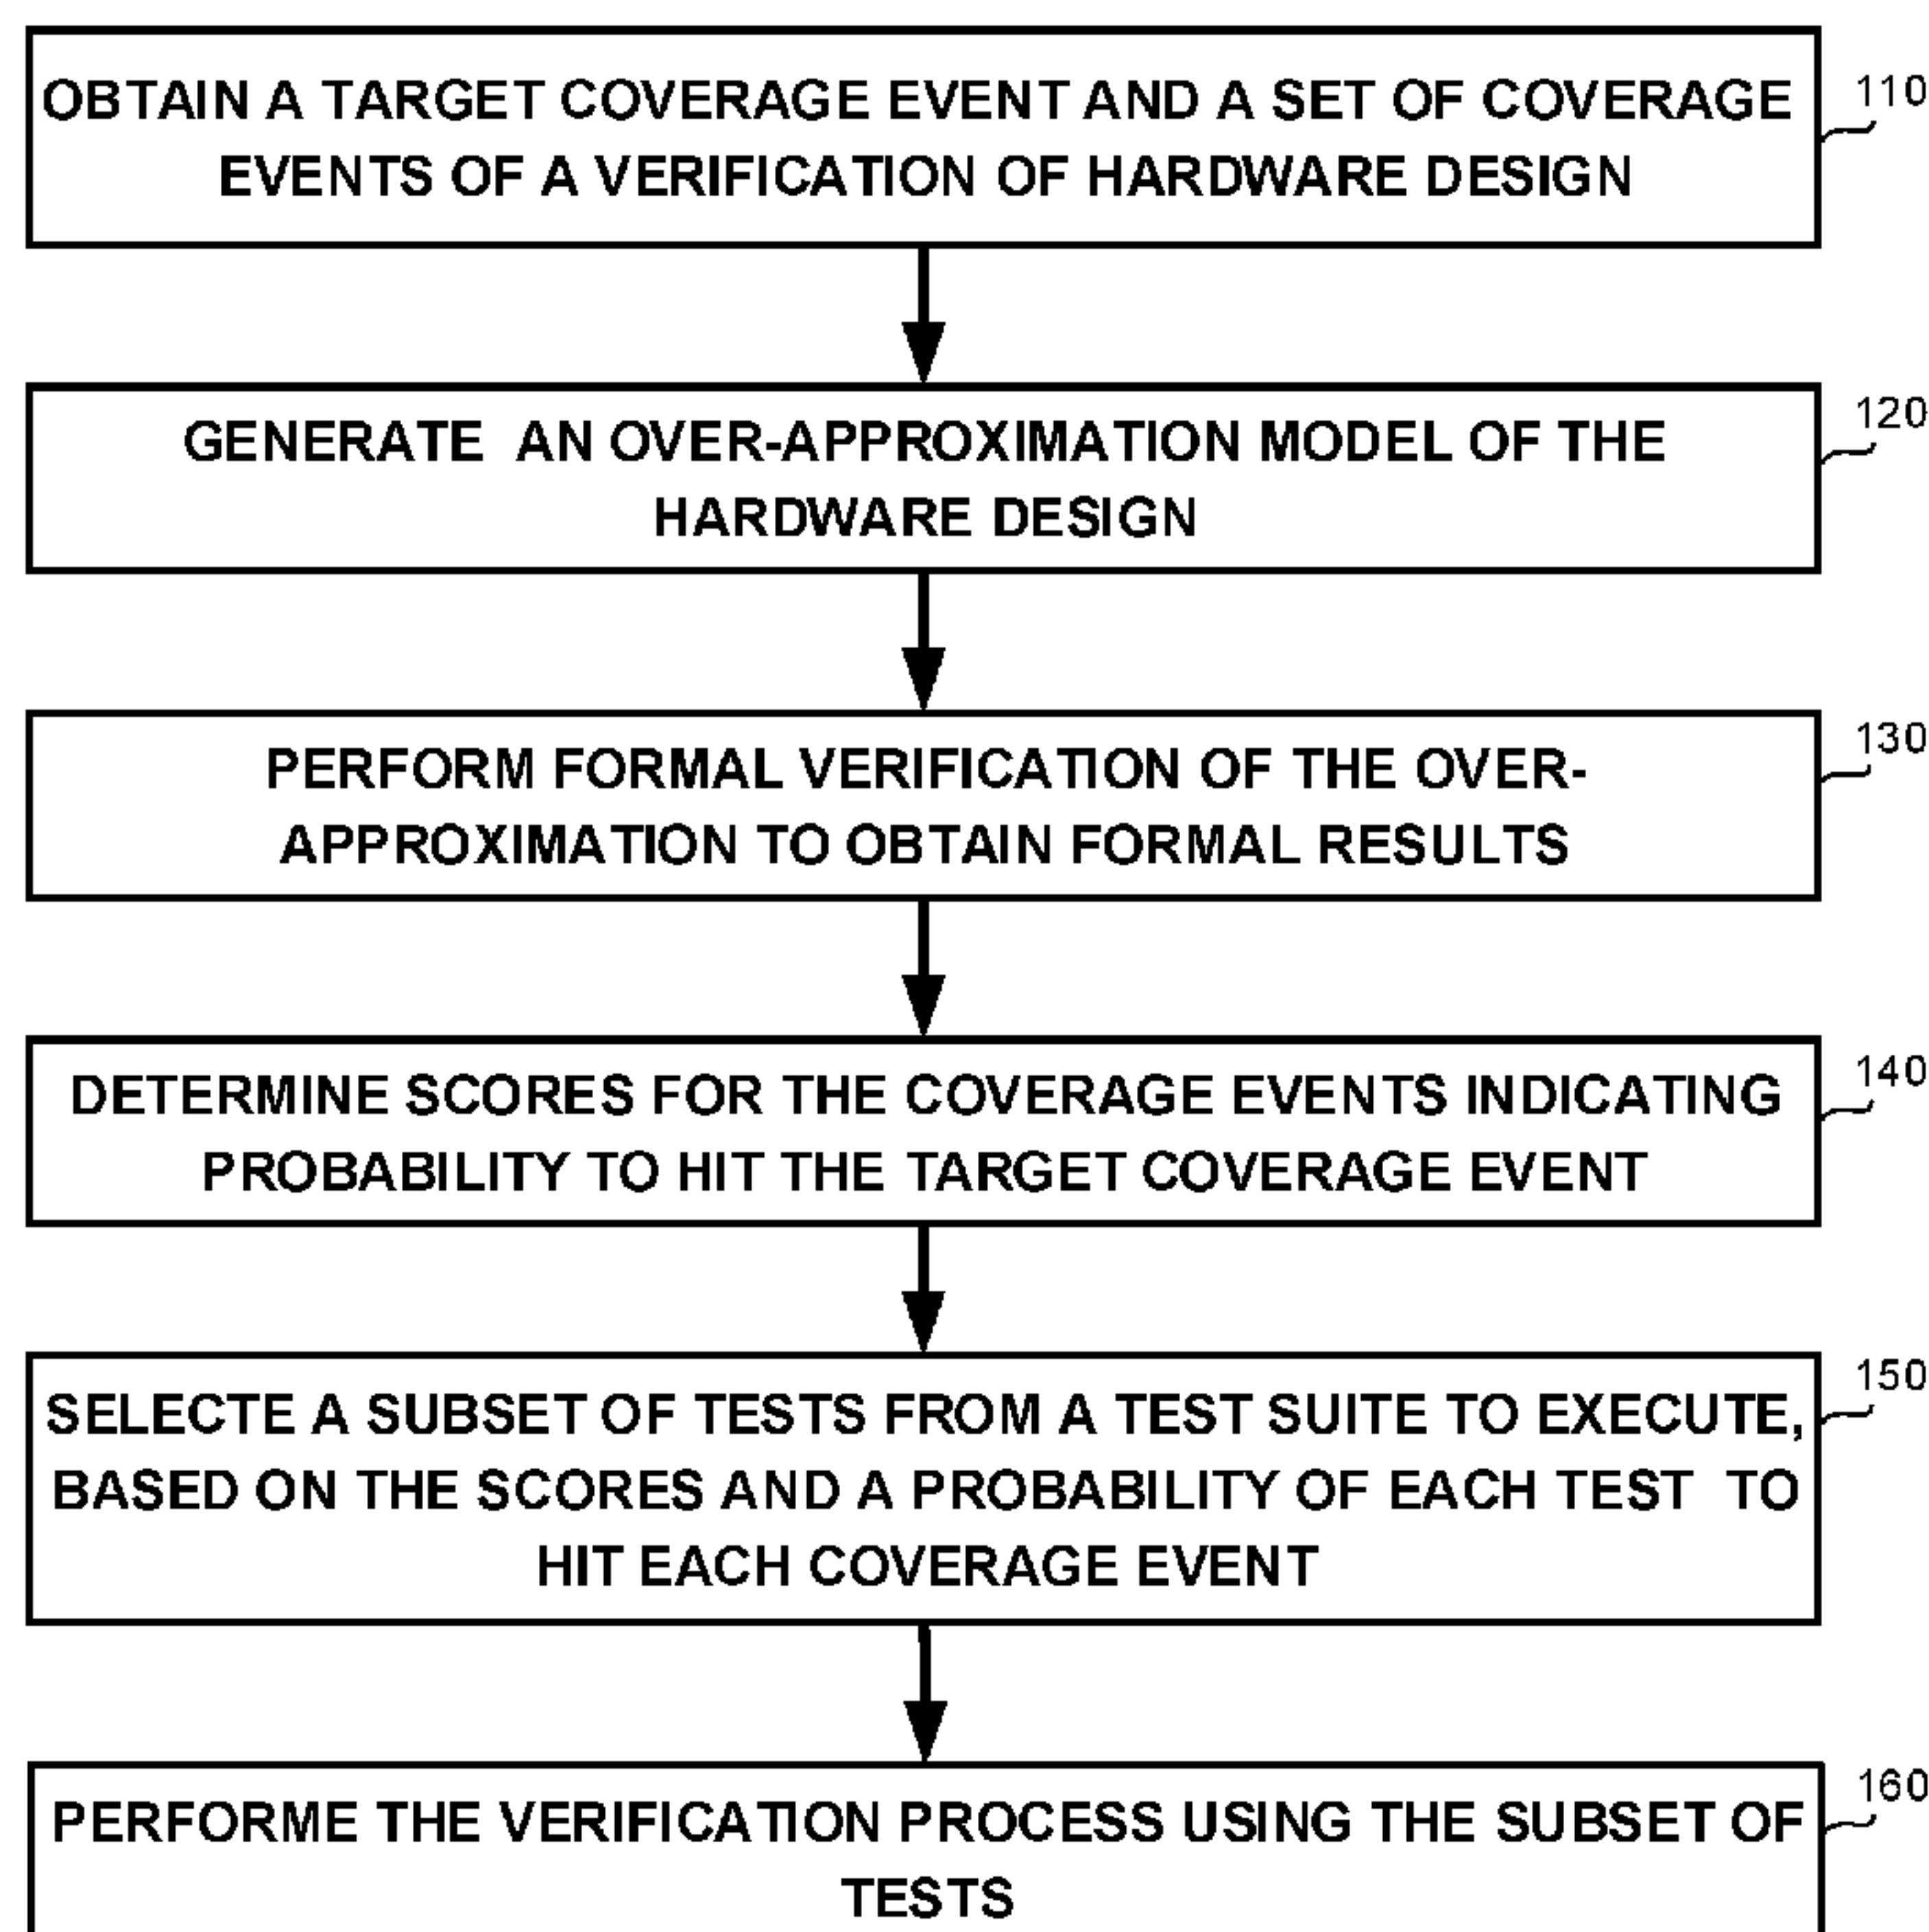 OBTAIN A TARGET COVERAGE EVENT AND A SET OF COVERAGE
EVENTS OF A VERIFICATION OF HARDWARE DESIGN
110
GENERATE AN OVER-APPROXIMATION MODEL OF THE
HARDWARE DESIGN
120
PERFORM FORMAL VERIFICATION OF THE OVER-
APPROXIMATION TO OBTAIN FORMAL RESULTS
130
DETERMINE SCORES FOR THE COVERAGE EVENTS INDICATING
PROBABILITY TO HIT THE TARGET COVERAGE EVENT
140
SELECTE A SUBSET OF TESTS FROM A TEST SUITE TO EXECUTE,
BASED ON THE SCORES AND A PROBABILITY OF EACH TEST TO
HIT EACH COVERAGE EVENT
150
PERFORME THE VERIFICATION PROCESS USING THE SUBSET OF
TESTS
160